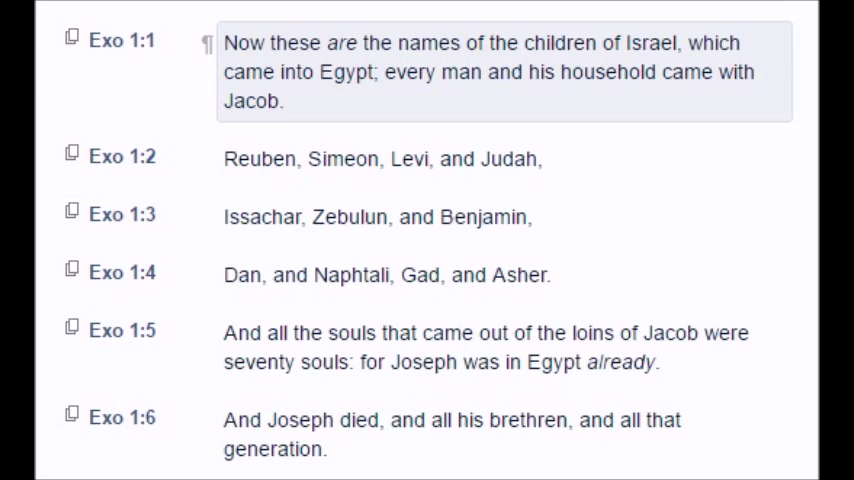 Exo 1:1 ¶ Now these are the names of the children of Israel, which
came into Egypt; every man and his household came with
Jacob.
Exo 1:2 Reuben, Simeon, Levi, and Judah,
Exo 1:3 Issachar, Zebulun, and Benjamin,
Exo 1:4 Dan, and Naphtali, Gad, and Asher.
Exo 1:5 And all the souls that came out of the loins of Jacob were
seventy souls: for Joseph was in Egypt already.
Exo 1:6 And Joseph died, and all his brethren, and all that
generation.